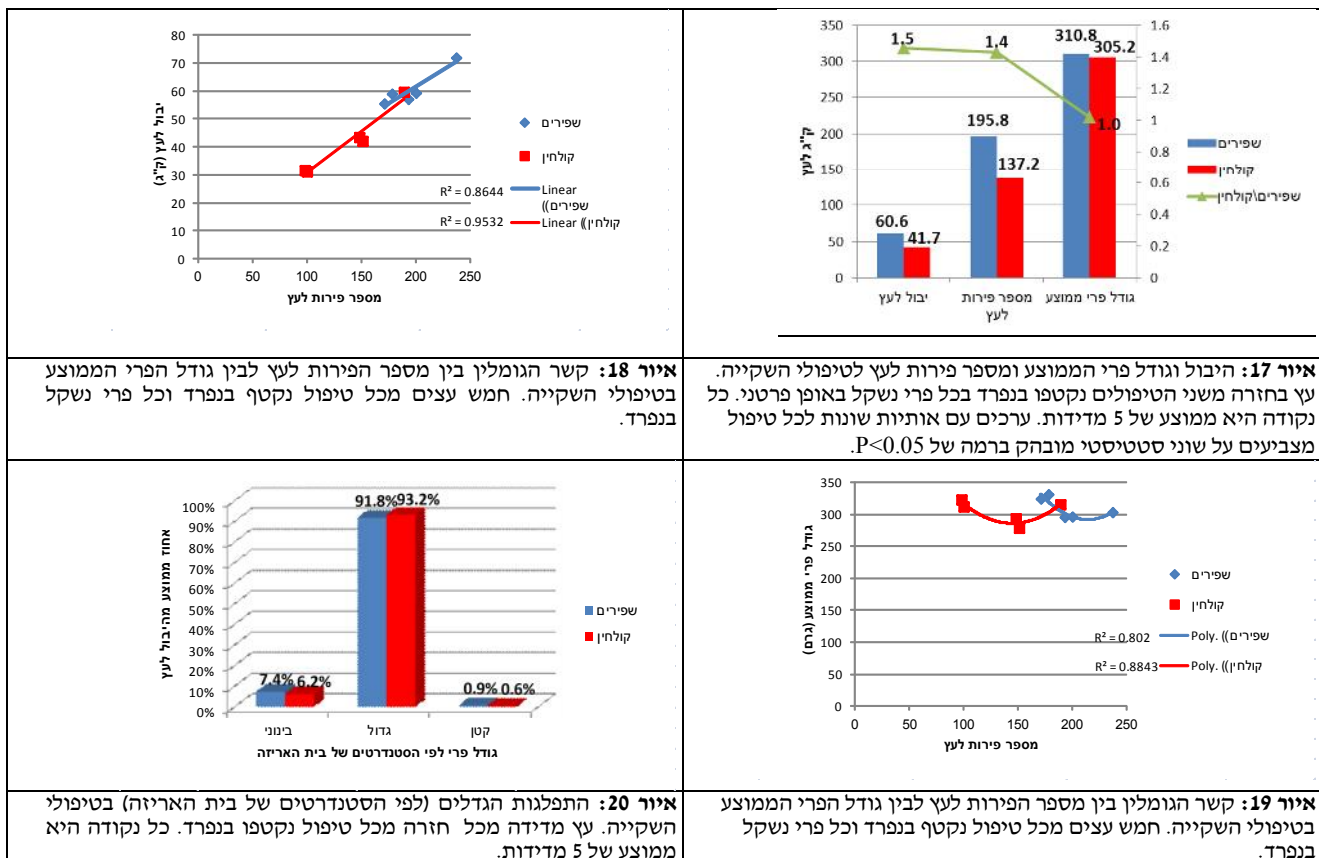 350
300
250
200
150
100
50
0
1.6
1.4
1.2
1
0.8
0.6
0.4
0.2
0
310.8
305.2
1.5
1.4
1.0
195.8
137.2
60.6
41.7
ק"ג לעץ
יבול לעץ
מספר פירות
לעץ
גודל פרי ממוצע
שפירים
קולחין
שפירים\קולחין
איור 17: היבול וגודל פרי הממוצע ומספר פירות לעץ לטיפולי השקייה.
עץ בחזרה משני הטיפולים נקטפו בנפרד בכל פרי נשקל באופן פרטני. כל
נקודה היא ממוצע של 5 מדידות. ערכים עם אותיות שונות לכל טיפול
מצביעים על שוני סטטיסטי מובהק ברמה של P<0.05.
80
70
60
50
40
30
20
10
0
0 50 100 150 200 250
יבול לעץ (ק"ג)
מספר פירות לעץ
שפירים
קולחין
R² = 0.8644
Linear
((שפירים
R² = 0.9532
Linear ((קולחין
איור 18: קשר הגומלין בין מספר הפירות לעץ לבין גודל הפרי הממוצע
בטיפולי השקייה. חמש עצים מכל טיפול נקטף בנפרד וכל פרי נשקל
בנפרד.
350
300
250
200
150
100
50
0
0 50 100 150 200 250
גודל פרי ממוצע (גרם)
מספר פירות לעץ
שפירים
קולחין
R² = 0.802
Poly. ((שפירים
R² = 0.8843
Poly. ((קולחין
איור 19: קשר הגומלין בין מספר הפירות לעץ לבין גודל הפרי הממוצע
בטיפולי השקייה. חמש עצים מכל טיפול נקטף בנפרד וכל פרי נשקל
בנפרד.
100%
90%
80%
70%
60%
50%
40%
30%
20%
10%
0%
91.8% 93.2%
7.4% 6.2%
0.9% 0.6%
אחוז ממוצע מהיבול לעץ
בינוני
גדול
קטן
גודל פרי לפי הסטנדרטים של בית האריזה
שפירים
קולחין
איור 20: התפלגות הגדלים (לפי הסטנדרטים של בית האריזה) בטיפולי
השקייה. עץ מדידה מכל חזרה מכל טיפול נקטפו בנפרד. כל נקודה היא
ממוצע של 5 מדידות.